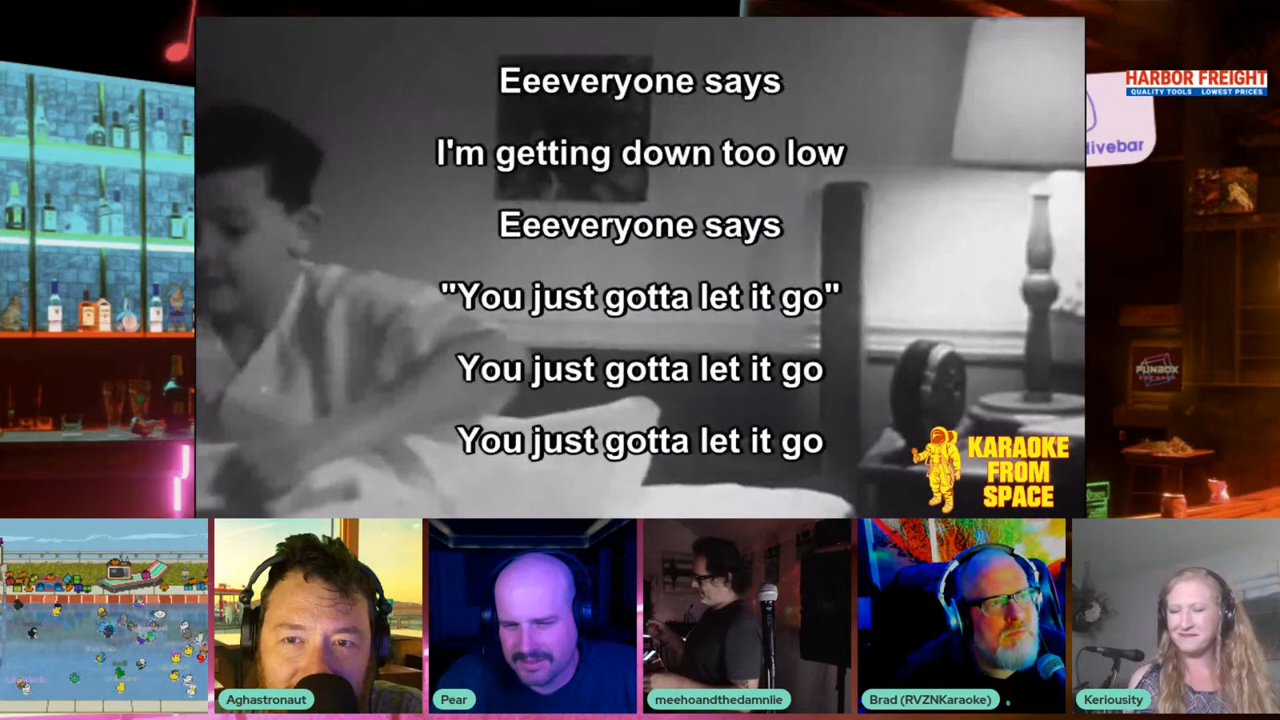 Eeeveryone says
I'm getting down too low
Eeeveryone says
"You just gotta let it go"
You just gotta let it go
You just gotta let it go
HARBOR FREIGHT
QUALITY TOOLS LOWEST PRICES
livebar
FUNBOX
KARAOKE
FROM
SPACE
Aghastronaut
Pear
meehoandthedamnlie
Brad (RVZNKaraoke)
Keriousity